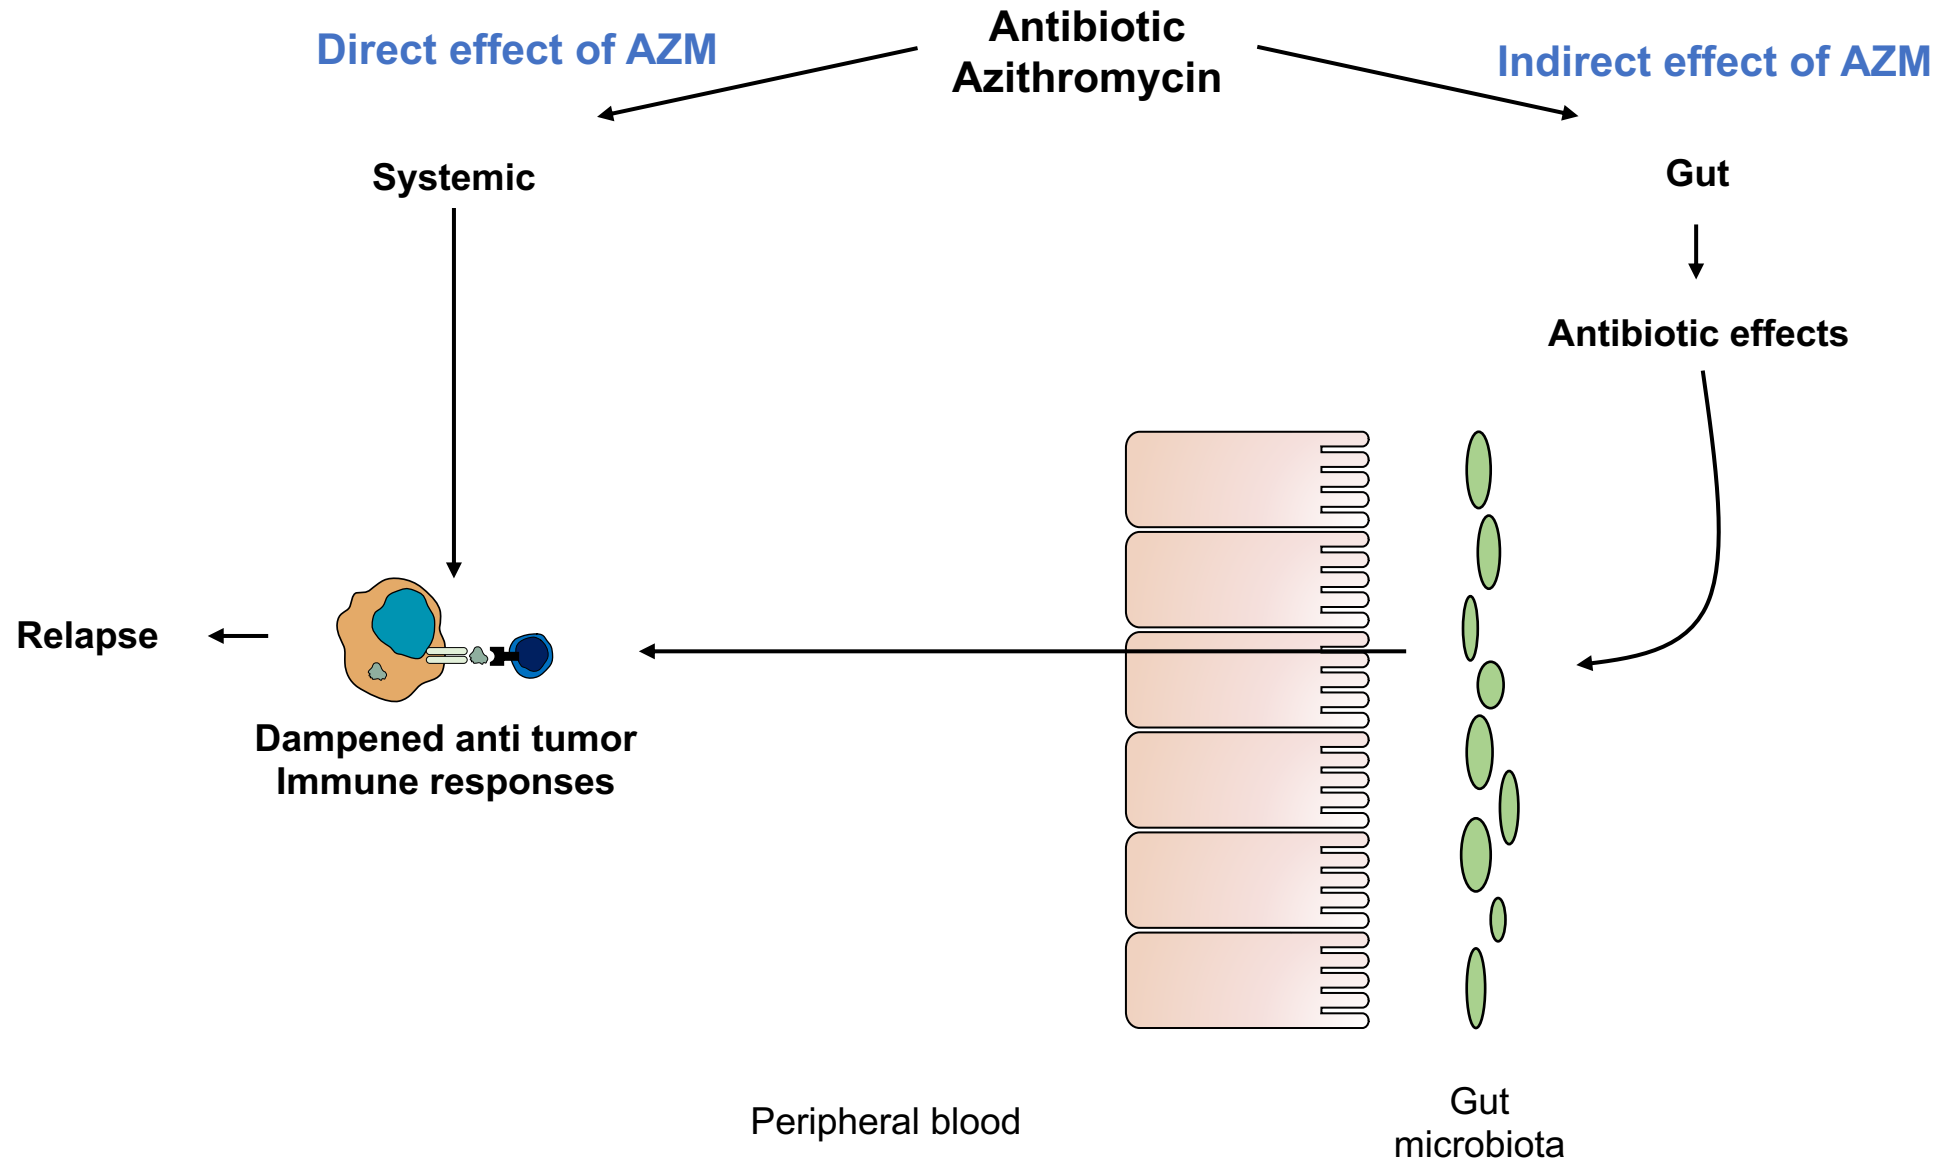 Antibiotic
Azithromycin
Direct effect of AZM
Indirect effect of AZM
Systemic
Gut
Antibiotic effects
Relapse
Dampened anti tumor
Immune responses
Peripheral blood
Gut
microbiota